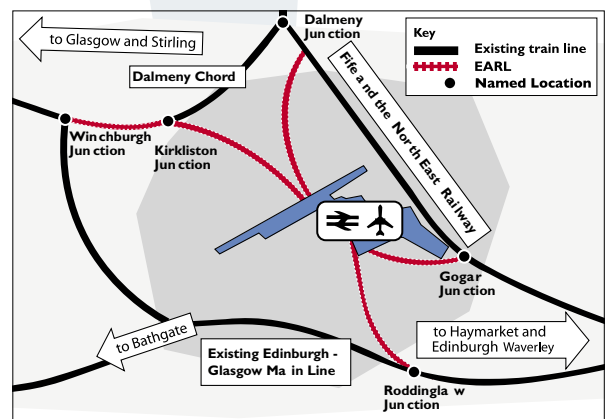 Dalmeny
Jun ction
to Glasgow and Stirling
Key
Existing train line
EARL
Named Location
Dalmeny Chord
Fife a nd the Nor th East Railway
Win chburgh
Jun ction
Kirkliston
Jun ction
Gogar
Jun ction
to Bathgate
Existing Edinburgh -
Glasgow Ma in Line
to Haymarket and
Edinburgh Waverley
Roddingla w
Jun ction